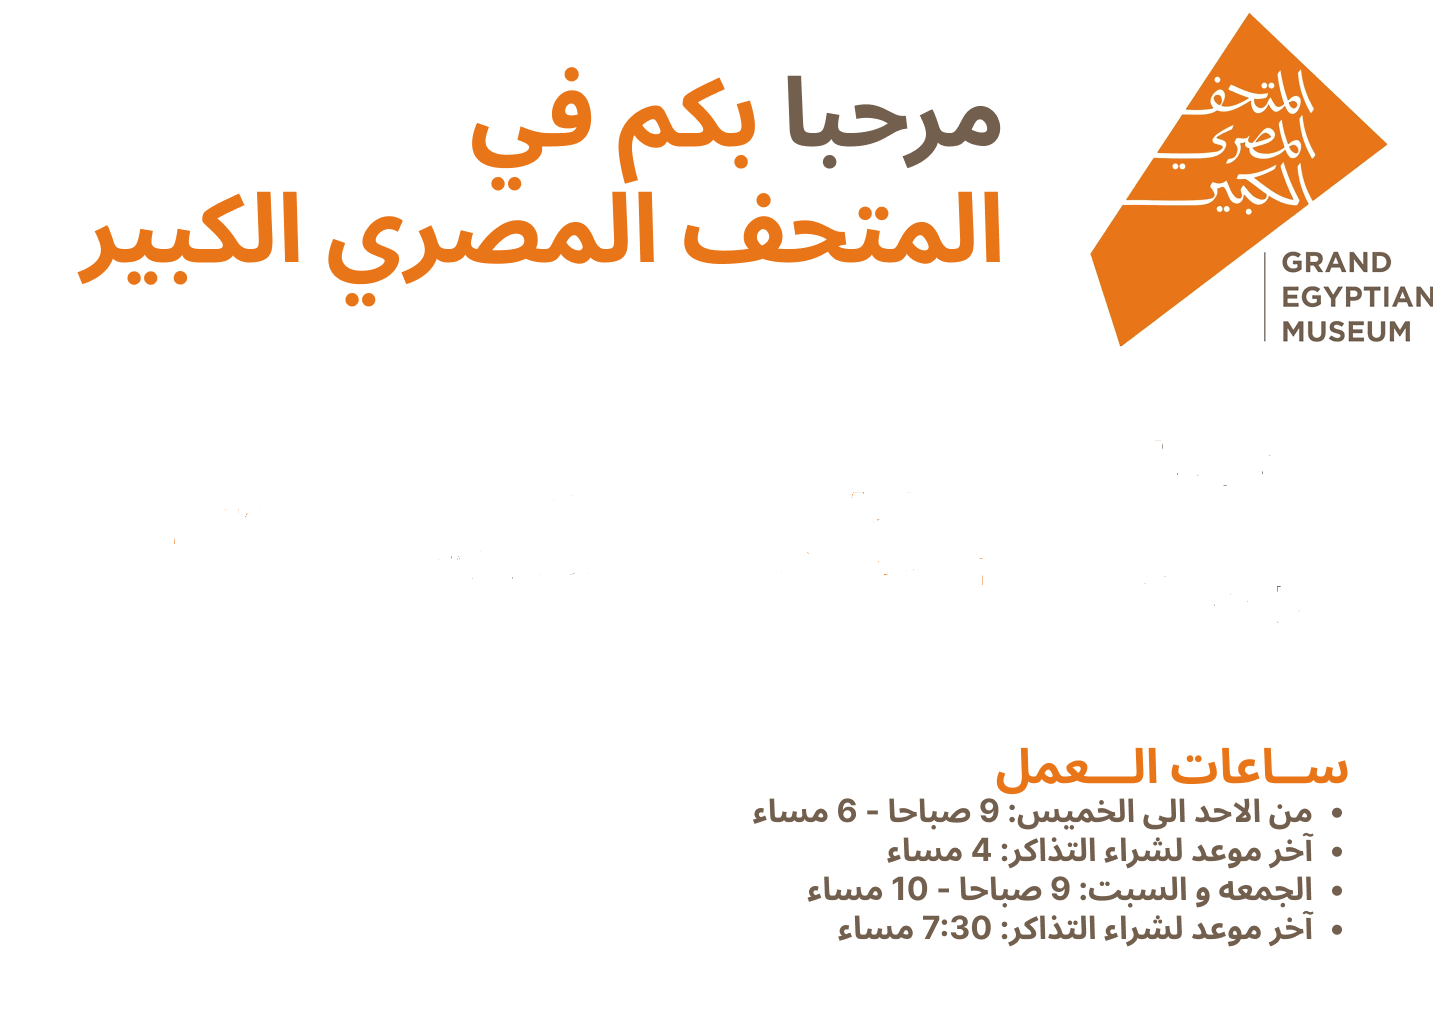 المتحف
المصري
الكبير
GRAND
EGYPTIAN
MUSEUM
مرحبا بكم في
المتحف المصري الكبير
ســاعات الـــعمل
• من الاحد الى الخميس: 9 صباحا - 6 مساء
• آخر موعد لشراء التذاكر: 4 مساء
• الجمعه و السبت: 9 صباحا - 10 مساء
• آخر موعد لشراء التذاكر: 7:30 مساء